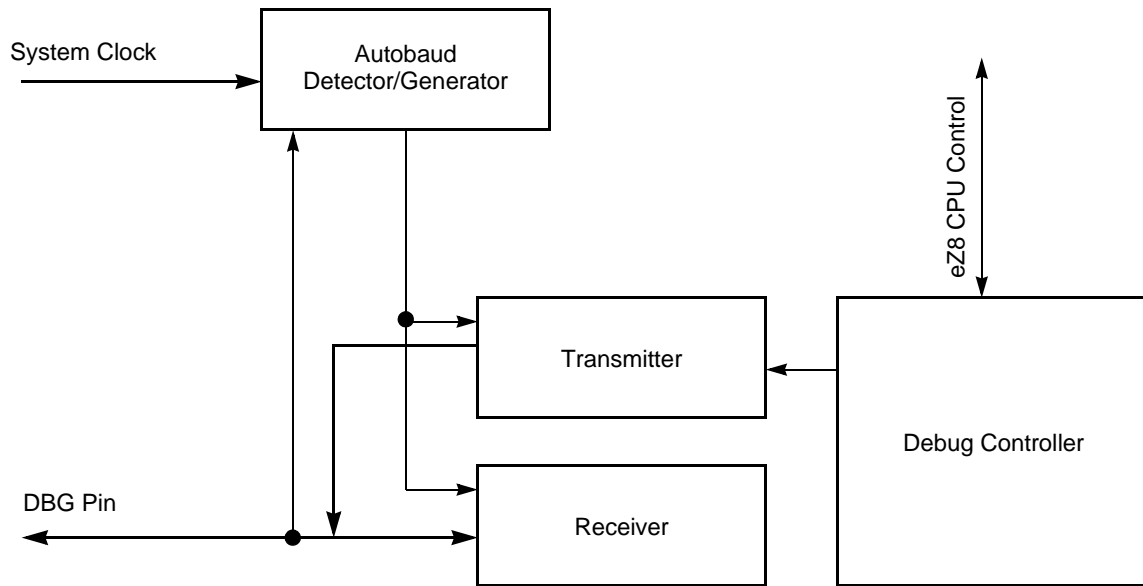 System Clock
Autobaud
Detector/Generator
eZ8 CPU Control
Transmitter
Debug Controller
DBG Pin
Receiver